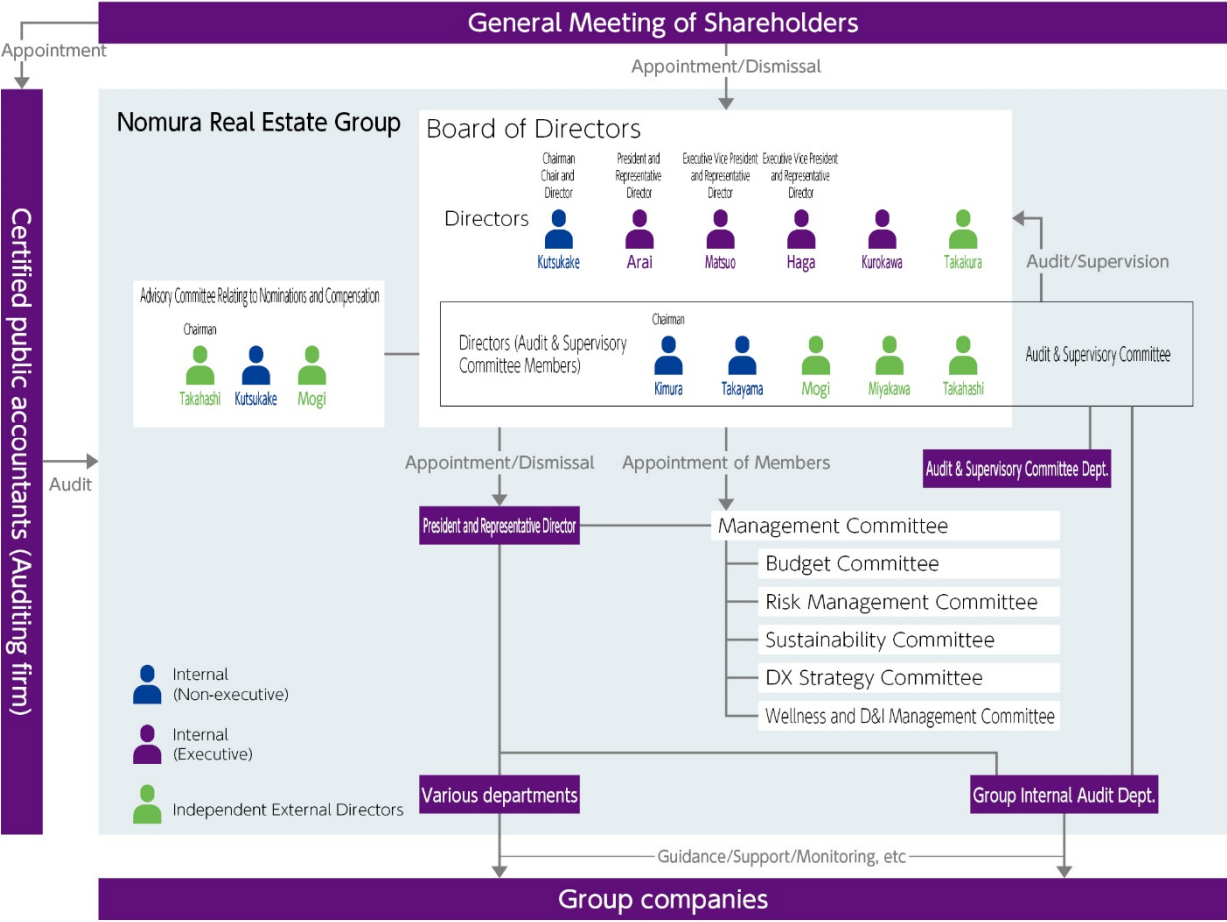 General Meeting of Shareholders
Appointment
Appointment/Dismissal
Certified public accountants (Auditing firm)
Nomura Real Estate Group
Board of Directors
Chairman
Chair and
Director
President and
Representative
Director
Executive Vice President
and Representative
Director
Executive Vice President
and Representative
Director
Directors
Kutsukake
Arai
Matsuo
Haga
Kurokawa
Takakura
Audit/Supervision
Advisory Committee Relating to Nominations and Compensation
Chairman
Takahashi
Kutsukake
Mogi
Directors (Audit & Supervisory
Committee Members)
Chairman
Kimura
Takayama
Mogi
Miyakawa
Takahashi
Audit & Supervisory Committee
Appointment/Dismissal
Appointment of Members
Audit & Supervisory Committee Dept.
Audit
President and Representative Director
Management Committee
Budget Committee
Risk Management Committee
Sustainability Committee
DX Strategy Committee
Wellness and D&I Management Committee
Internal
(Non-executive)
Internal
(Executive)
Independent External Directors
Various departments
Group Internal Audit Dept.
Guidance/Support/Monitoring, etc
Group companies